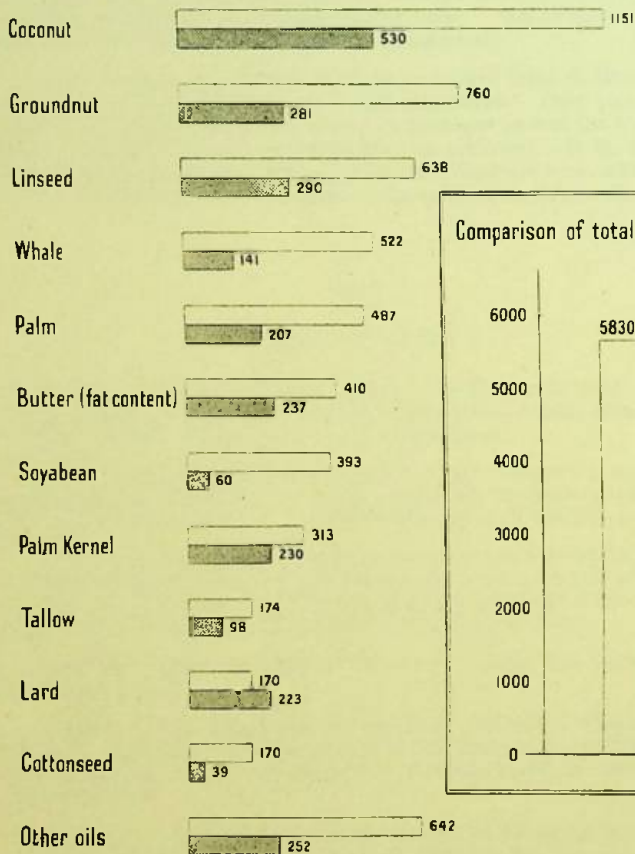 Coconut
1151
530
Groundnut
760
281
Linseed
638
290
Whale
522
141
Palm
487
207
Butter (fat content)
410
237
Soyabean
393
60
Palm Kernel
313
230
Tallow
174
98
Lard
170
223
Cottonseed
170
39
Other oils
642
252
Comparison of total
6000
5830
5000
4000
3000
2000
1000
0